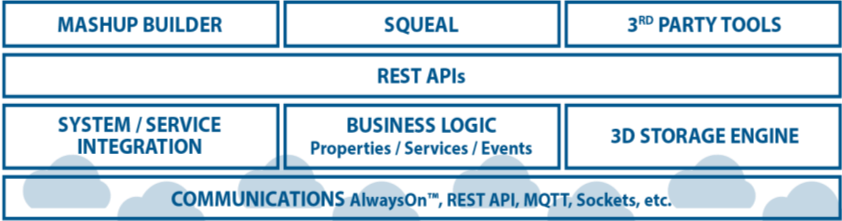 MASHUP BUILDER
SQUEAL
3RD PARTY TOOLS
REST APIs
SYSTEM / SERVICE
INTEGRATION
BUSINESS LOGIC
Properties / Services / Events
3D STORAGE ENGINE
COMMUNICATIONS AlwaysOn™, REST API, MQTT, Sockets, etc.